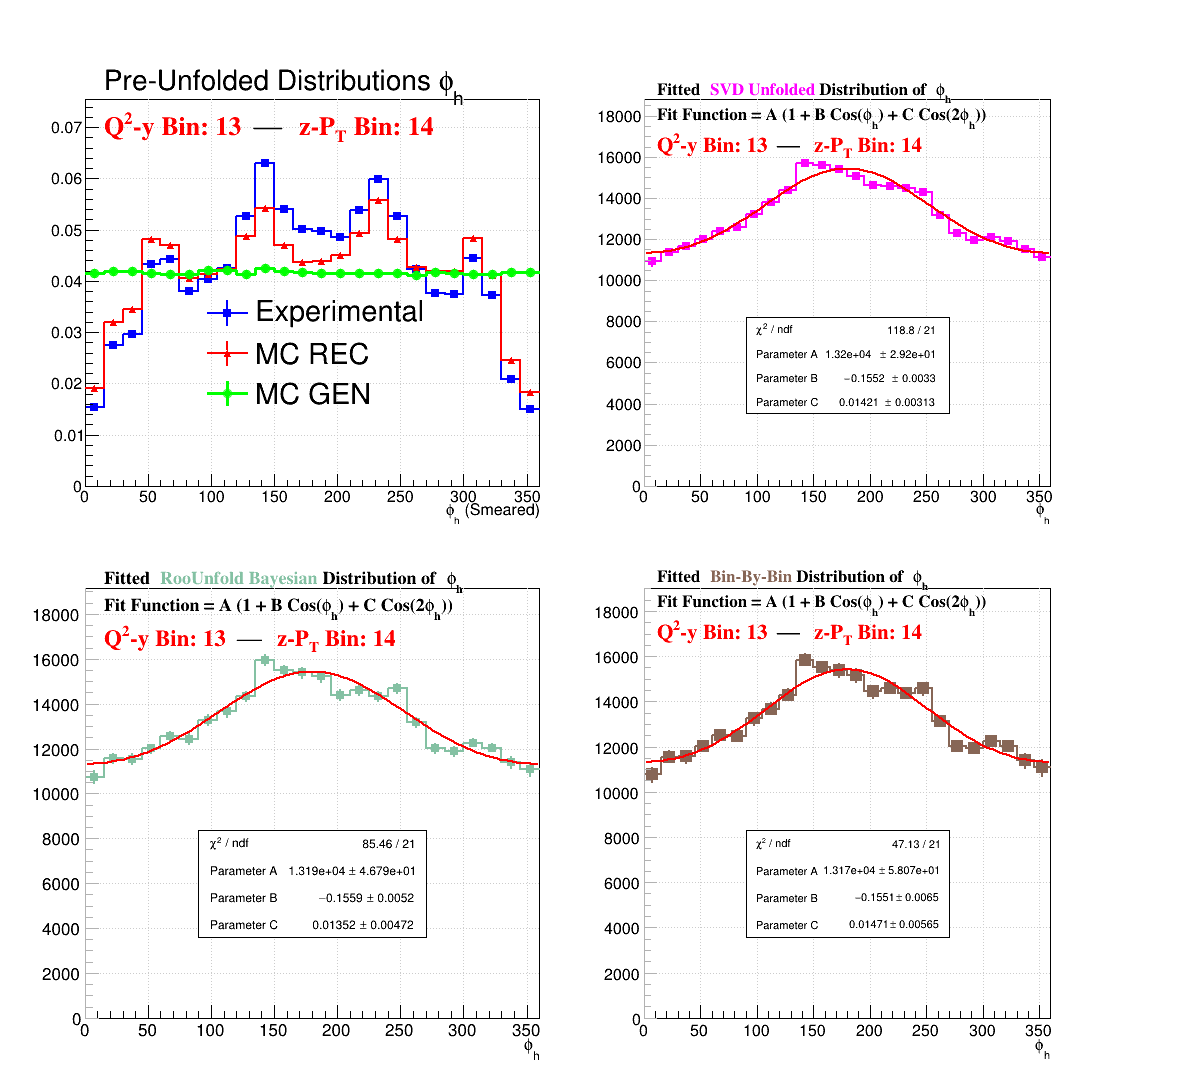 Pre-Unfolded Distributions ϕh
Q²-y Bin: 13 — z-PT Bin: 14
0.07
0.06
0.05
0.04
0.03
0.02
0.01
0
Experimental
MC REC
MC GEN
0 50 100 150 200 250 300 350
ϕh (Smeared)
Fitted SVD Unfolded Distribution of ϕh
Fit Function = A (1 + B Cos(ϕh) + C Cos(2ϕh))
Q²-y Bin: 13 — z-PT Bin: 14
18000
16000
14000
12000
10000
8000
6000
4000
2000
0
χ² / ndf 118.8 / 21
Parameter A 1.32e+04 ± 2.92e+01
Parameter B −0.1552 ± 0.0033
Parameter C 0.01421 ± 0.00313
0 50 100 150 200 250 300 350
ϕh
Fitted RooUnfold Bayesian Distribution of ϕh
Fit Function = A (1 + B Cos(ϕh) + C Cos(2ϕh))
Q²-y Bin: 13 — z-PT Bin: 14
18000
16000
14000
12000
10000
8000
6000
4000
2000
0
χ² / ndf 85.46 / 21
Parameter A 1.319e+04 ± 4.679e+01
Parameter B −0.1559 ± 0.0052
Parameter C 0.01352 ± 0.00472
0 50 100 150 200 250 300 350
ϕh
Fitted Bin-By-Bin Distribution of ϕh
Fit Function = A (1 + B Cos(ϕh) + C Cos(2ϕh))
Q²-y Bin: 13 — z-PT Bin: 14
18000
16000
14000
12000
10000
8000
6000
4000
2000
0
χ² / ndf 47.13 / 21
Parameter A 1.317e+04 ± 5.807e+01
Parameter B −0.1551 ± 0.0065
Parameter C 0.01471 ± 0.00565
0 50 100 150 200 250 300 350
ϕh